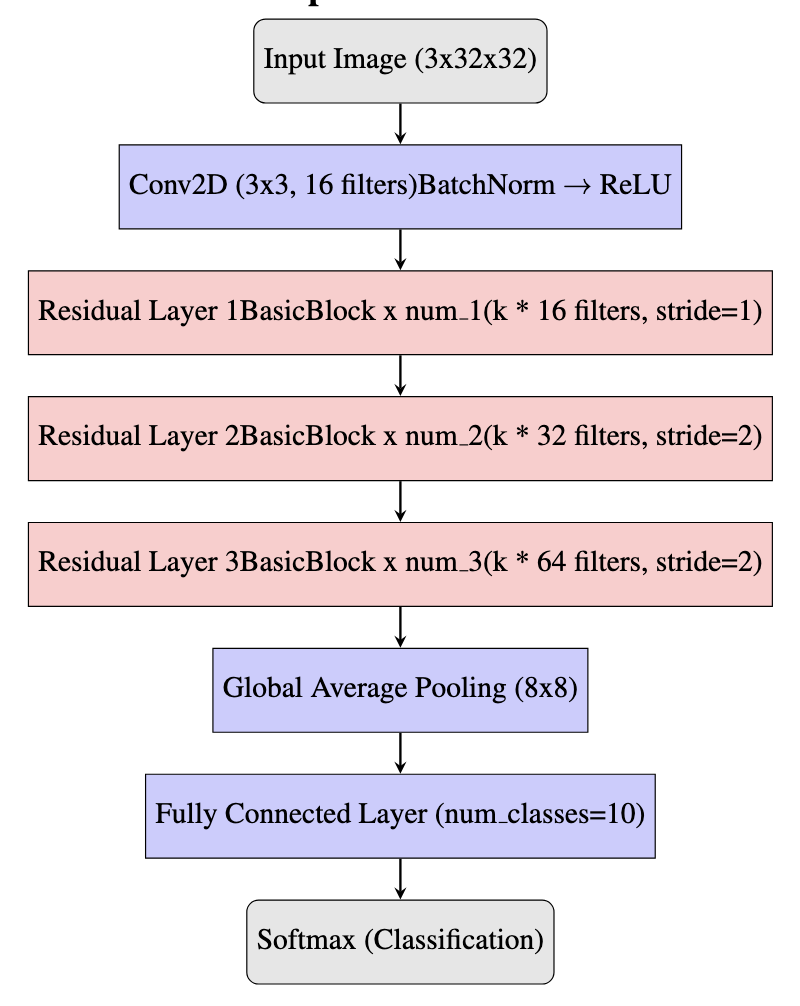 Input Image (3x32x32)
Conv2D (3x3, 16 filters)BatchNorm → ReLU
Residual Layer 1BasicBlock x num_1(k * 16 filters, stride=1)
Residual Layer 2BasicBlock x num_2(k * 32 filters, stride=2)
Residual Layer 3BasicBlock x num_3(k * 64 filters, stride=2)
Global Average Pooling (8x8)
Fully Connected Layer (num_classes=10)
Softmax (Classification)